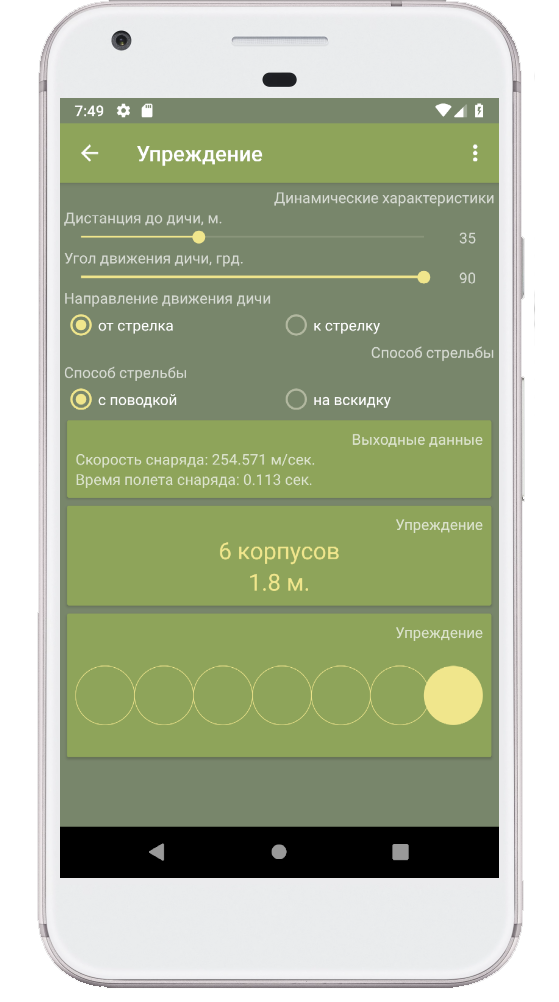 7:49
Упреждение
Динамические характеристики
Дистанция до дичи, м.
35
Угол движения дичи, грд.
90
Направление движения дичи
от стрелка к стрелку
Способ стрельбы
Способ стрельбы
с поводкой на вскидку
Выходные данные
Скорость снаряда: 254.571 м/сек.
Время полета снаряда: 0.113 сек.
Упреждение
6 корпусов
1.8 м.
Упреждение